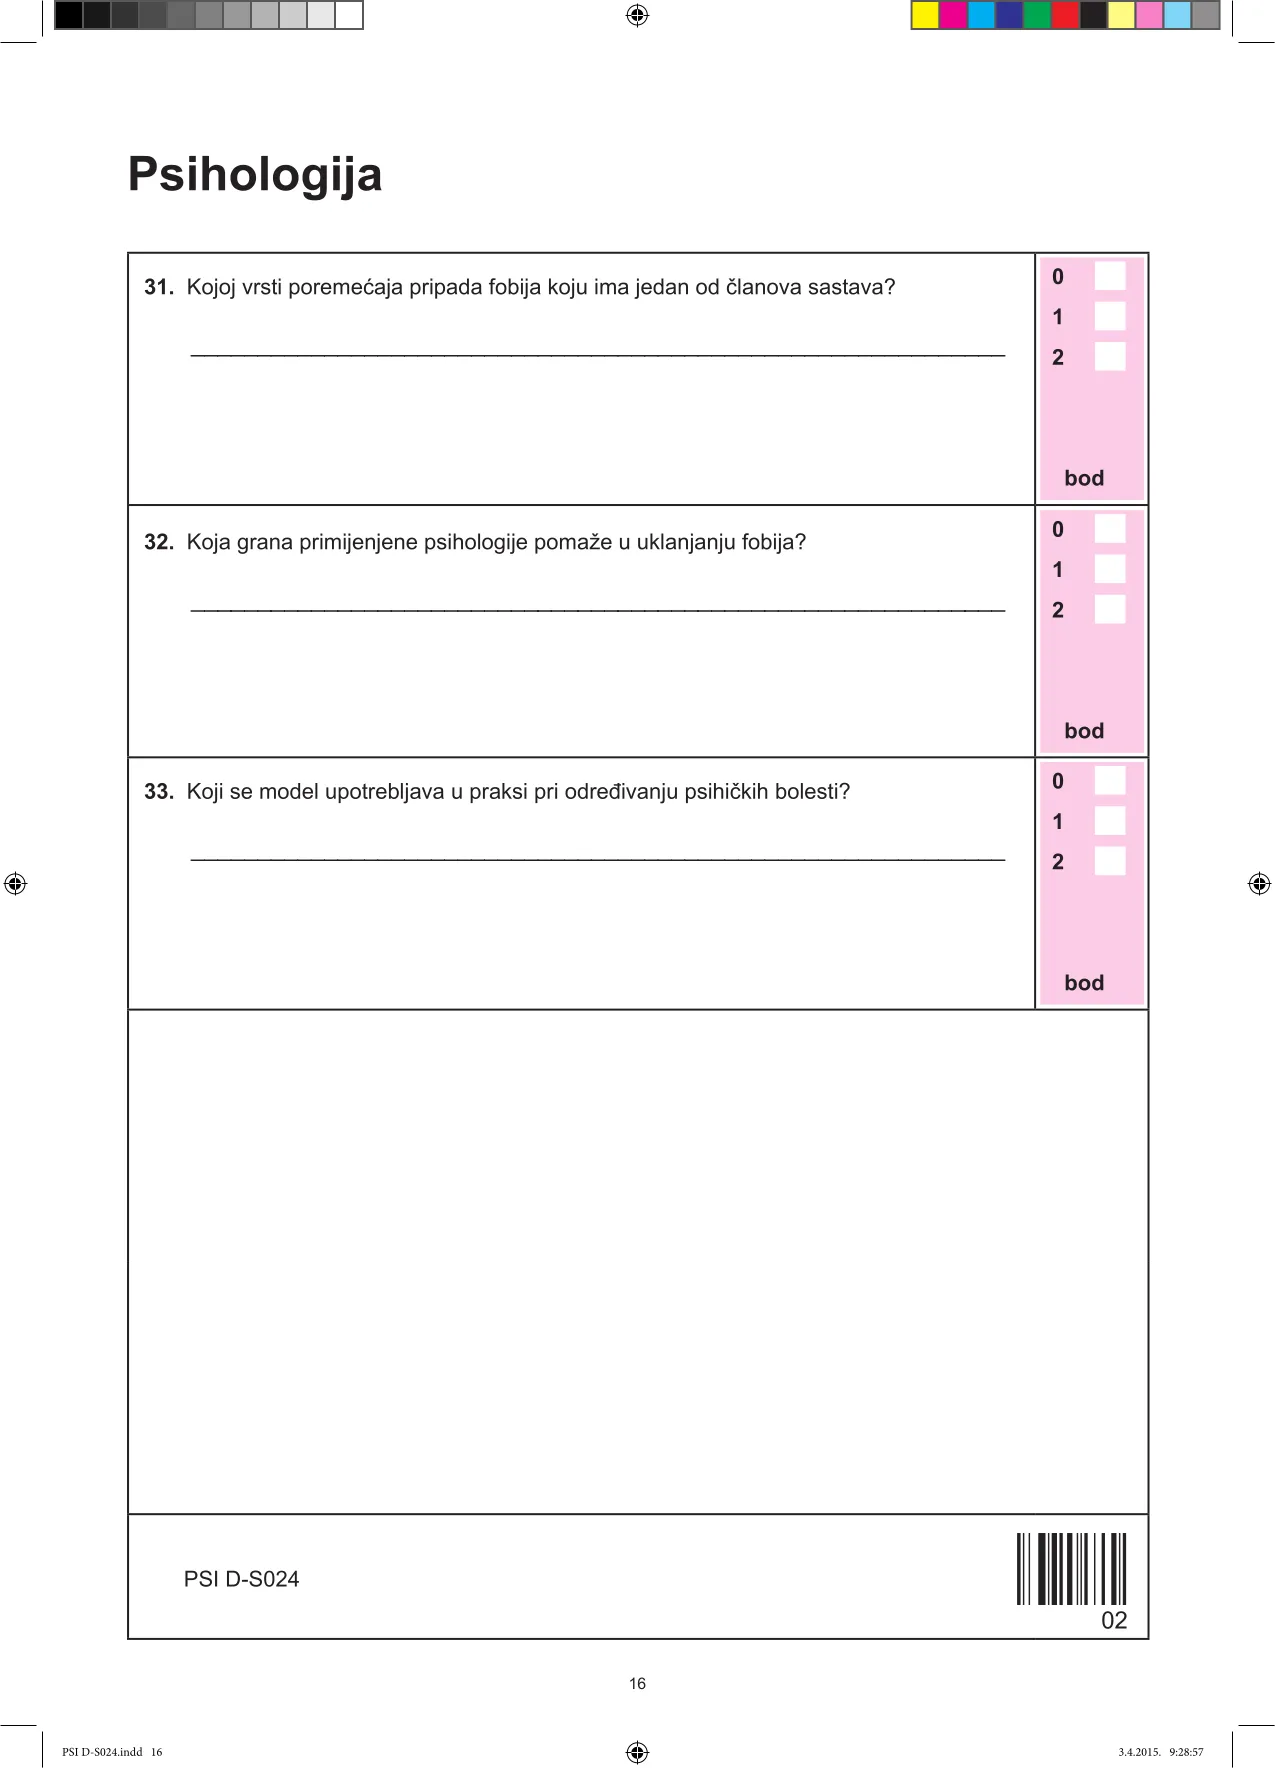 Psihologija
31. Kojoj vrsti poremećaja pripada fobija koju ima jedan od članova sastava?
0
1
2
bod
32. Koja grana primijenjene psihologije pomaže u uklanjanju fobija?
0
1
2
bod
33. Koji se model upotrebljava u praksi pri određivanju psihičkih bolesti?
0
1
2
bod
PSI D-S024
02
16
PSI D-S024.indd 16
3.4.2015. 9:28:57